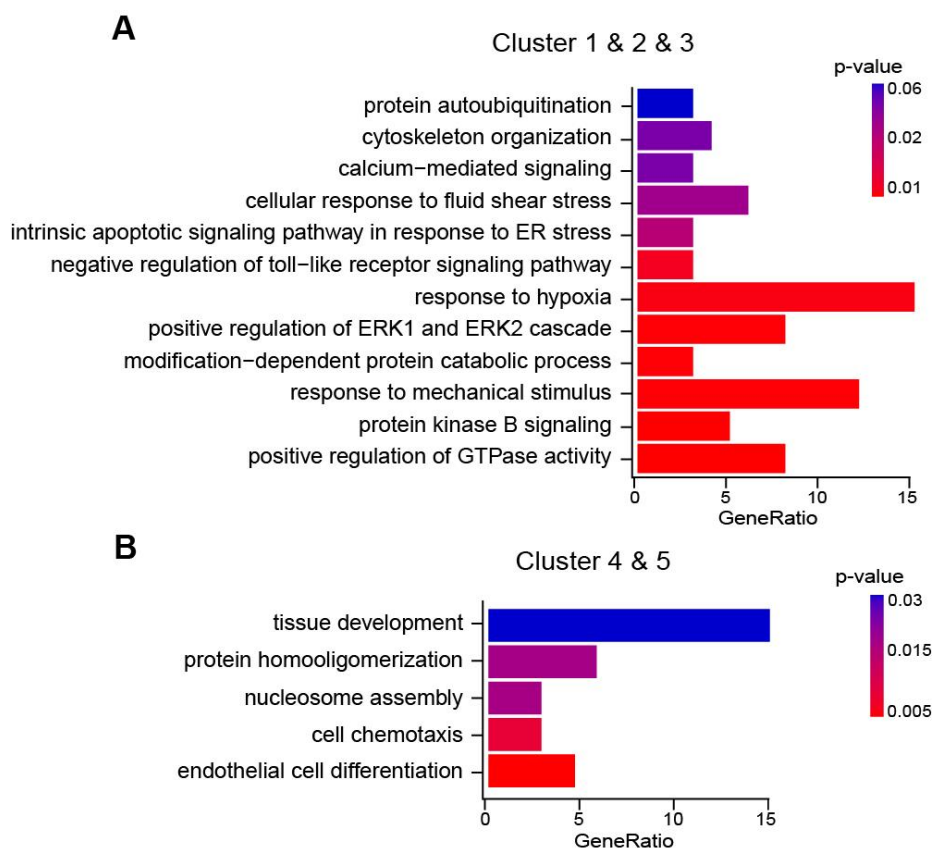 A
Cluster 1 & 2 & 3
p-value
0.06
0.02
0.01
protein autoubiquitination
cytoskeleton organization
calcium−mediated signaling
cellular response to fluid shear stress
intrinsic apoptotic signaling pathway in response to ER stress
negative regulation of toll−like receptor signaling pathway
response to hypoxia
positive regulation of ERK1 and ERK2 cascade
modification−dependent protein catabolic process
response to mechanical stimulus
protein kinase B signaling
positive regulation of GTPase activity
0 5 10 15
GeneRatio
B
Cluster 4 & 5
p-value
0.03
0.015
0.005
tissue development
protein homooligomerization
nucleosome assembly
cell chemotaxis
endothelial cell differentiation
0 5 10 15
GeneRatio